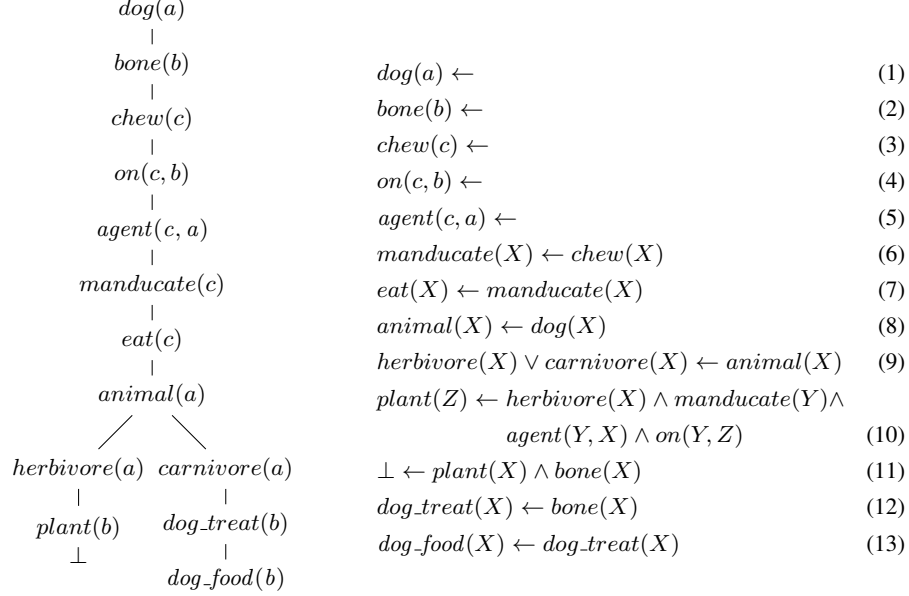 dog(a)
bone(b)
chew(c)
on(c, b)
agent(c, a)
manducate(c)
eat(c)
animal(a)
herbivore(a) carnivore(a)
plant(b) dog_treat(b)
⊥
dog_food(b)
dog(a) ← (1)
bone(b) ← (2)
chew(c) ← (3)
on(c, b) ← (4)
agent(c, a) ← (5)
manducate(X) ← chew(X) (6)
eat(X) ← manducate(X) (7)
animal(X) ← dog(X) (8)
herbivore(X) ∨ carnivore(X) ← animal(X) (9)
plant(Z) ← herbivore(X) ∧ manducate(Y)∧
agent(Y, X) ∧ on(Y, Z) (10)
⊥ ← plant(X) ∧ bone(X) (11)
dog_treat(X) ← bone(X) (12)
dog_food(X) ← dog_treat(X) (13)